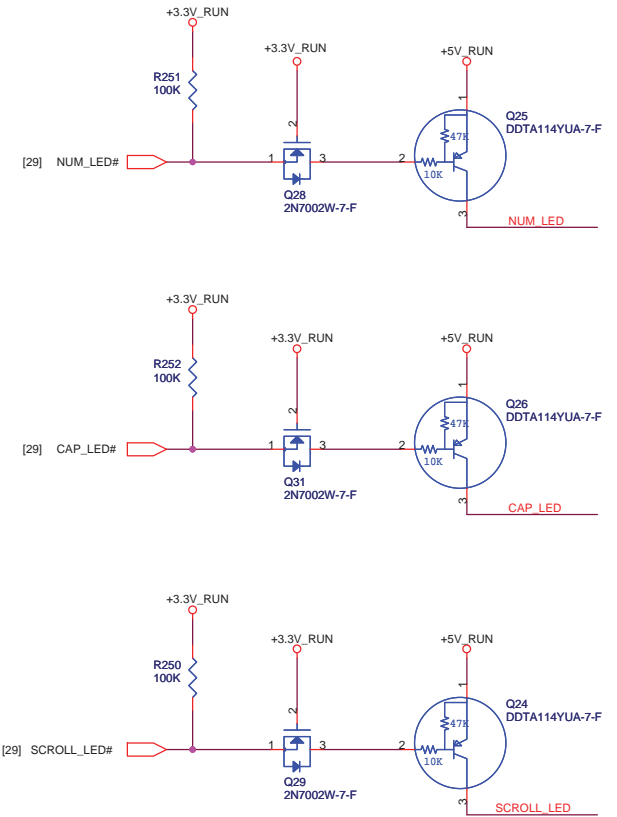 +3.3V_RUN
+3.3V_RUN
+5V_RUN
R251
100K
1
2
Q25
DDTA114YUA-7-F
47K
[29] NUM_LED#
1
3
2
10K
Q28
2N7002W-7-F
3
NUM_LED
+3.3V_RUN
+3.3V_RUN
+5V_RUN
R252
100K
1
2
Q26
DDTA114YUA-7-F
47K
[29] CAP_LED#
1
3
2
10K
Q31
2N7002W-7-F
3
CAP_LED
+3.3V_RUN
+3.3V_RUN
+5V_RUN
R250
100K
1
2
Q24
DDTA114YUA-7-F
47K
[29] SCROLL_LED#
1
3
2
10K
Q29
2N7002W-7-F
3
SCROLL_LED